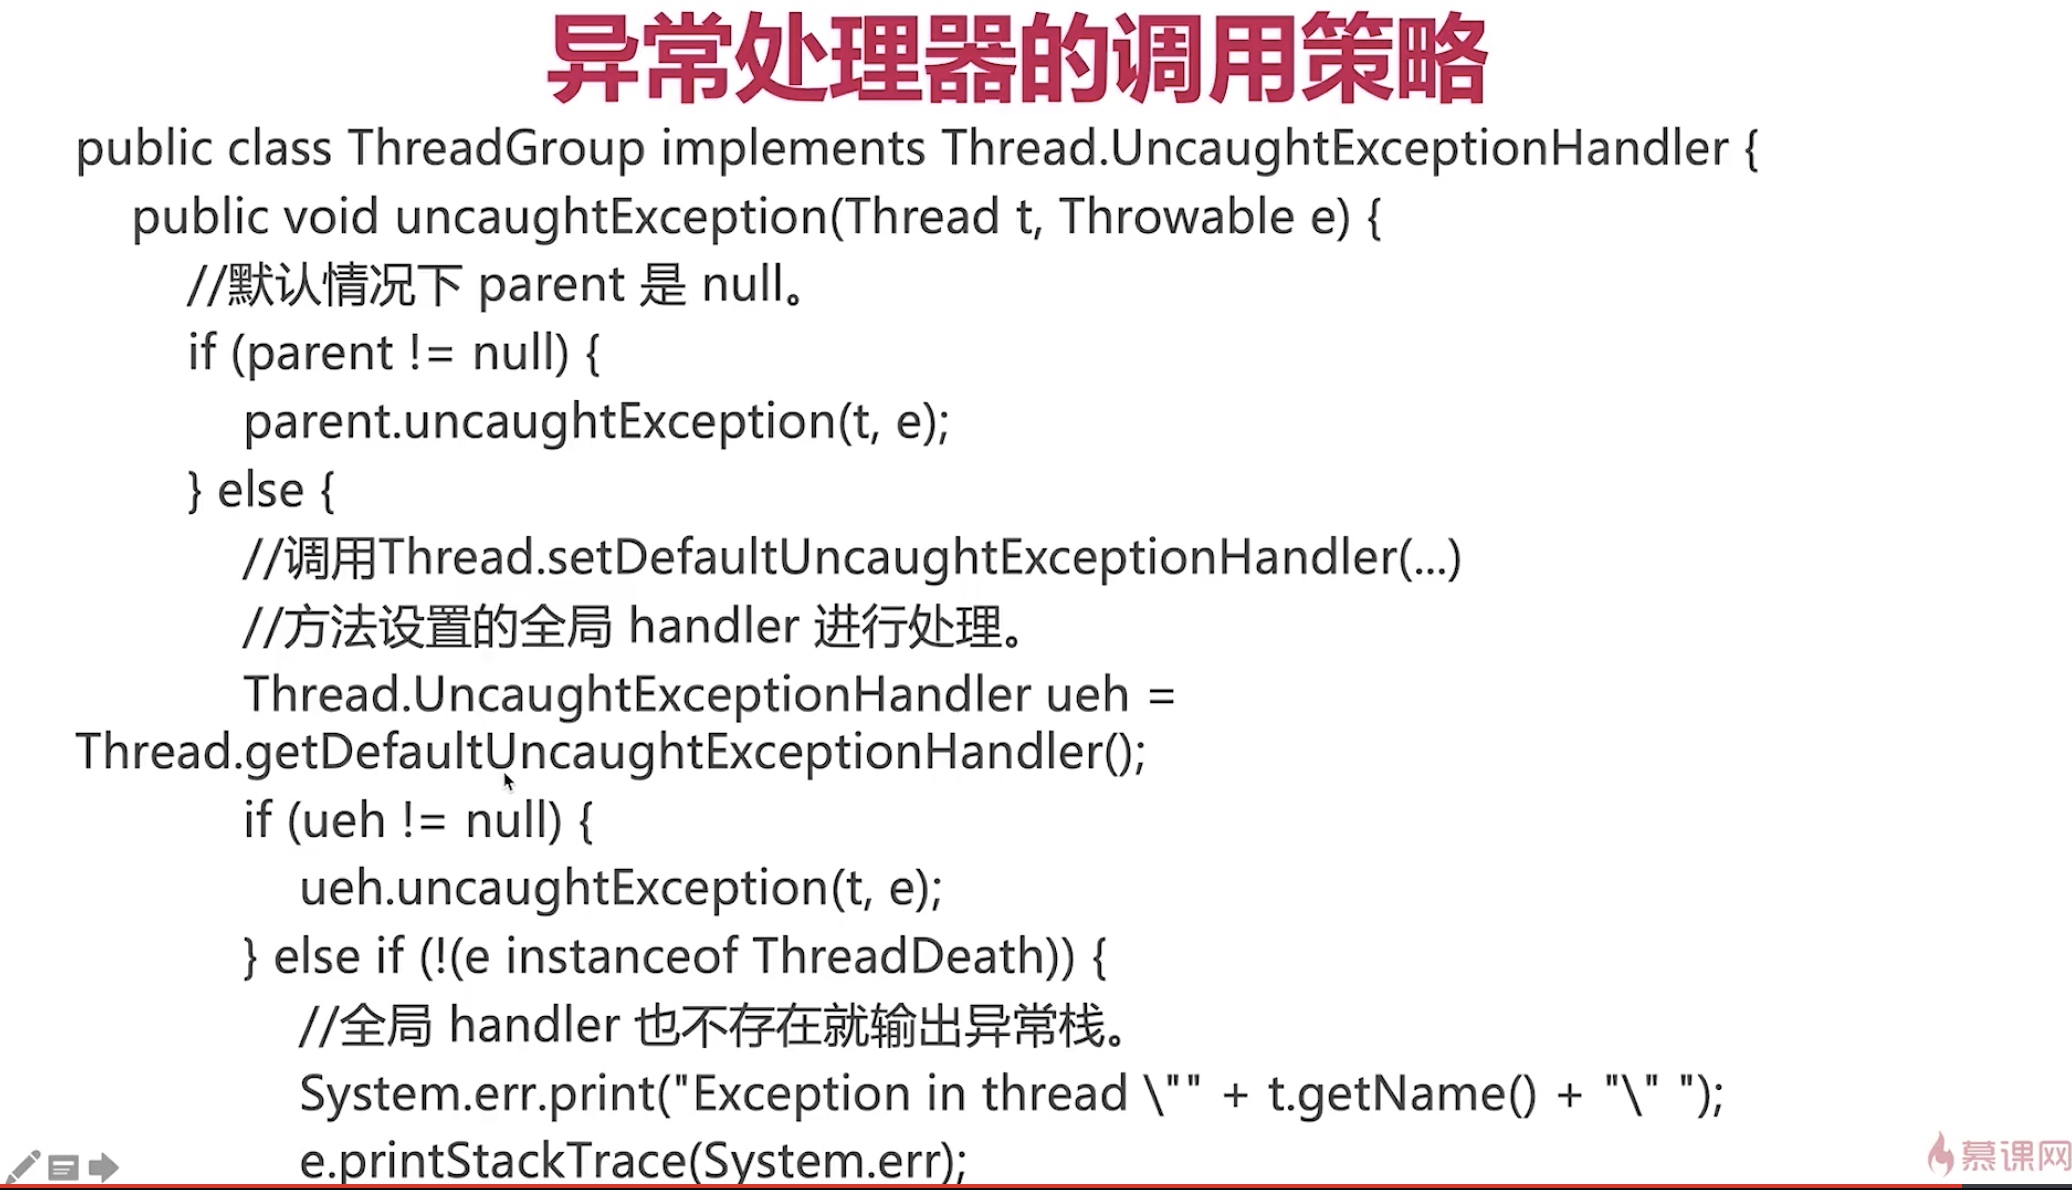 异常处理器的调用策略
public class ThreadGroup implements Thread.UncaughtExceptionHandler {
public void uncaughtException(Thread t, Throwable e) {
//默认情况下 parent 是 null。
if (parent != null) {
parent.uncaughtException(t, e);
} else {
//调用Thread.setDefaultUncaughtExceptionHandler(...)
//方法设置的全局 handler 进行处理。
Thread.UncaughtExceptionHandler ueh =
Thread.getDefaultUncaughtExceptionHandler();
if (ueh != null) {
ueh.uncaughtException(t, e);
} else if (!(e instanceof ThreadDeath)) {
//全局 handler 也不存在就输出异常栈。
System.err.print("Exception in thread \"" + t.getName() + "\" ");
e.printStackTrace(System.err);
慕课网